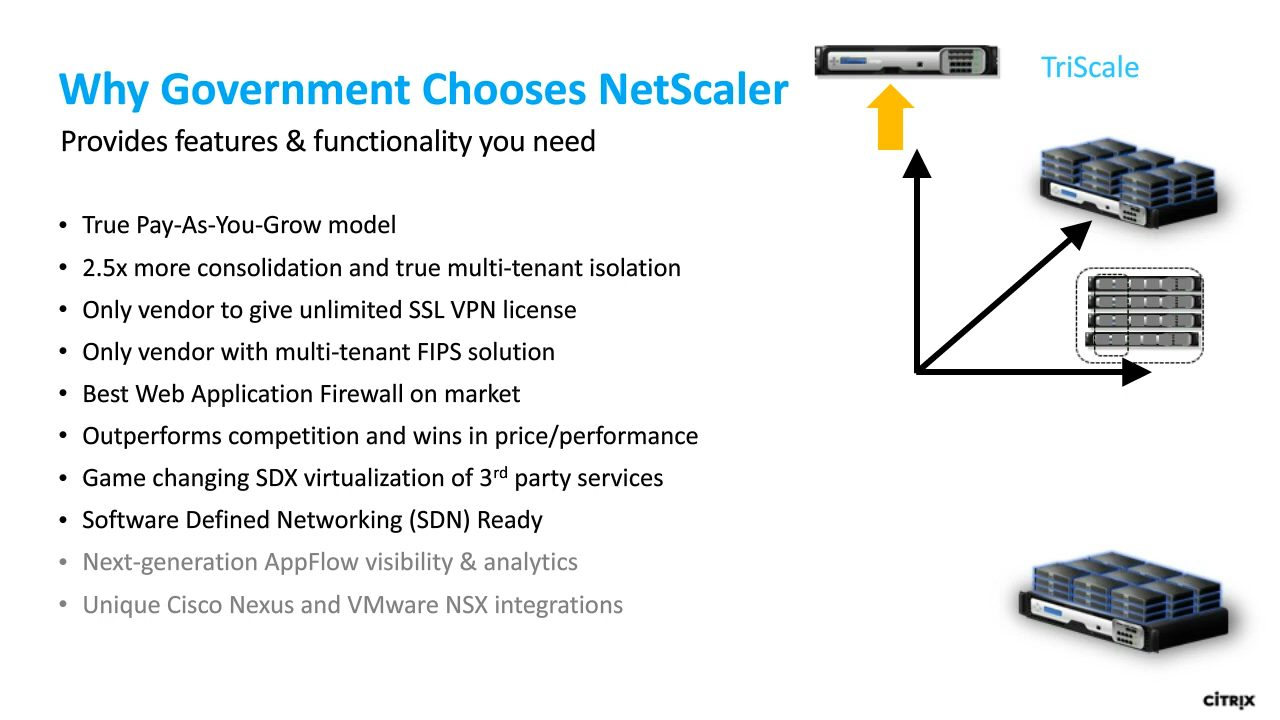 Why Government Chooses NetScaler
TriScale
Provides features & functionality you need
• True Pay-As-You-Grow model
• 2.5x more consolidation and true multi-tenant isolation
• Only vendor to give unlimited SSL VPN license
• Only vendor with multi-tenant FIPS solution
• Best Web Application Firewall on market
• Outperforms competition and wins in price/performance
• Game changing SDX virtualization of 3rd party services
• Software Defined Networking (SDN) Ready
• Next-generation AppFlow visibility & analytics
• Unique Cisco Nexus and VMware NSX integrations
CITRIX